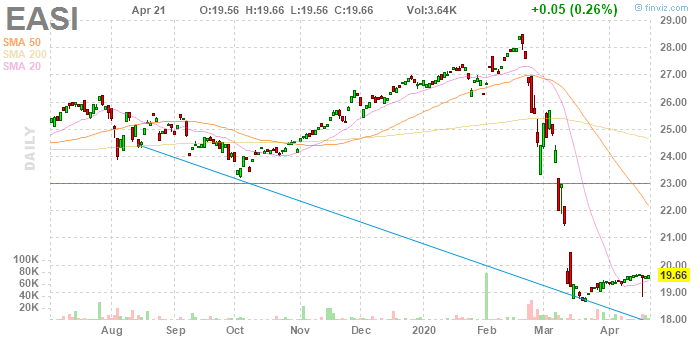 EASI
Apr 21 O:19.56 H:19.66 L:19.56 C:19.66 Vol:3.64K +0.05 (0.26%)
© finviz.com
SMA 50
SMA 200
SMA 20
DAILY
28.00
27.00
26.00
25.00
24.00
23.00
22.00
21.00
20.00
19.66
19.00
18.00
100K
80K
60K
40K
20K
Aug Sep Oct Nov Dec 2020 Feb Mar Apr